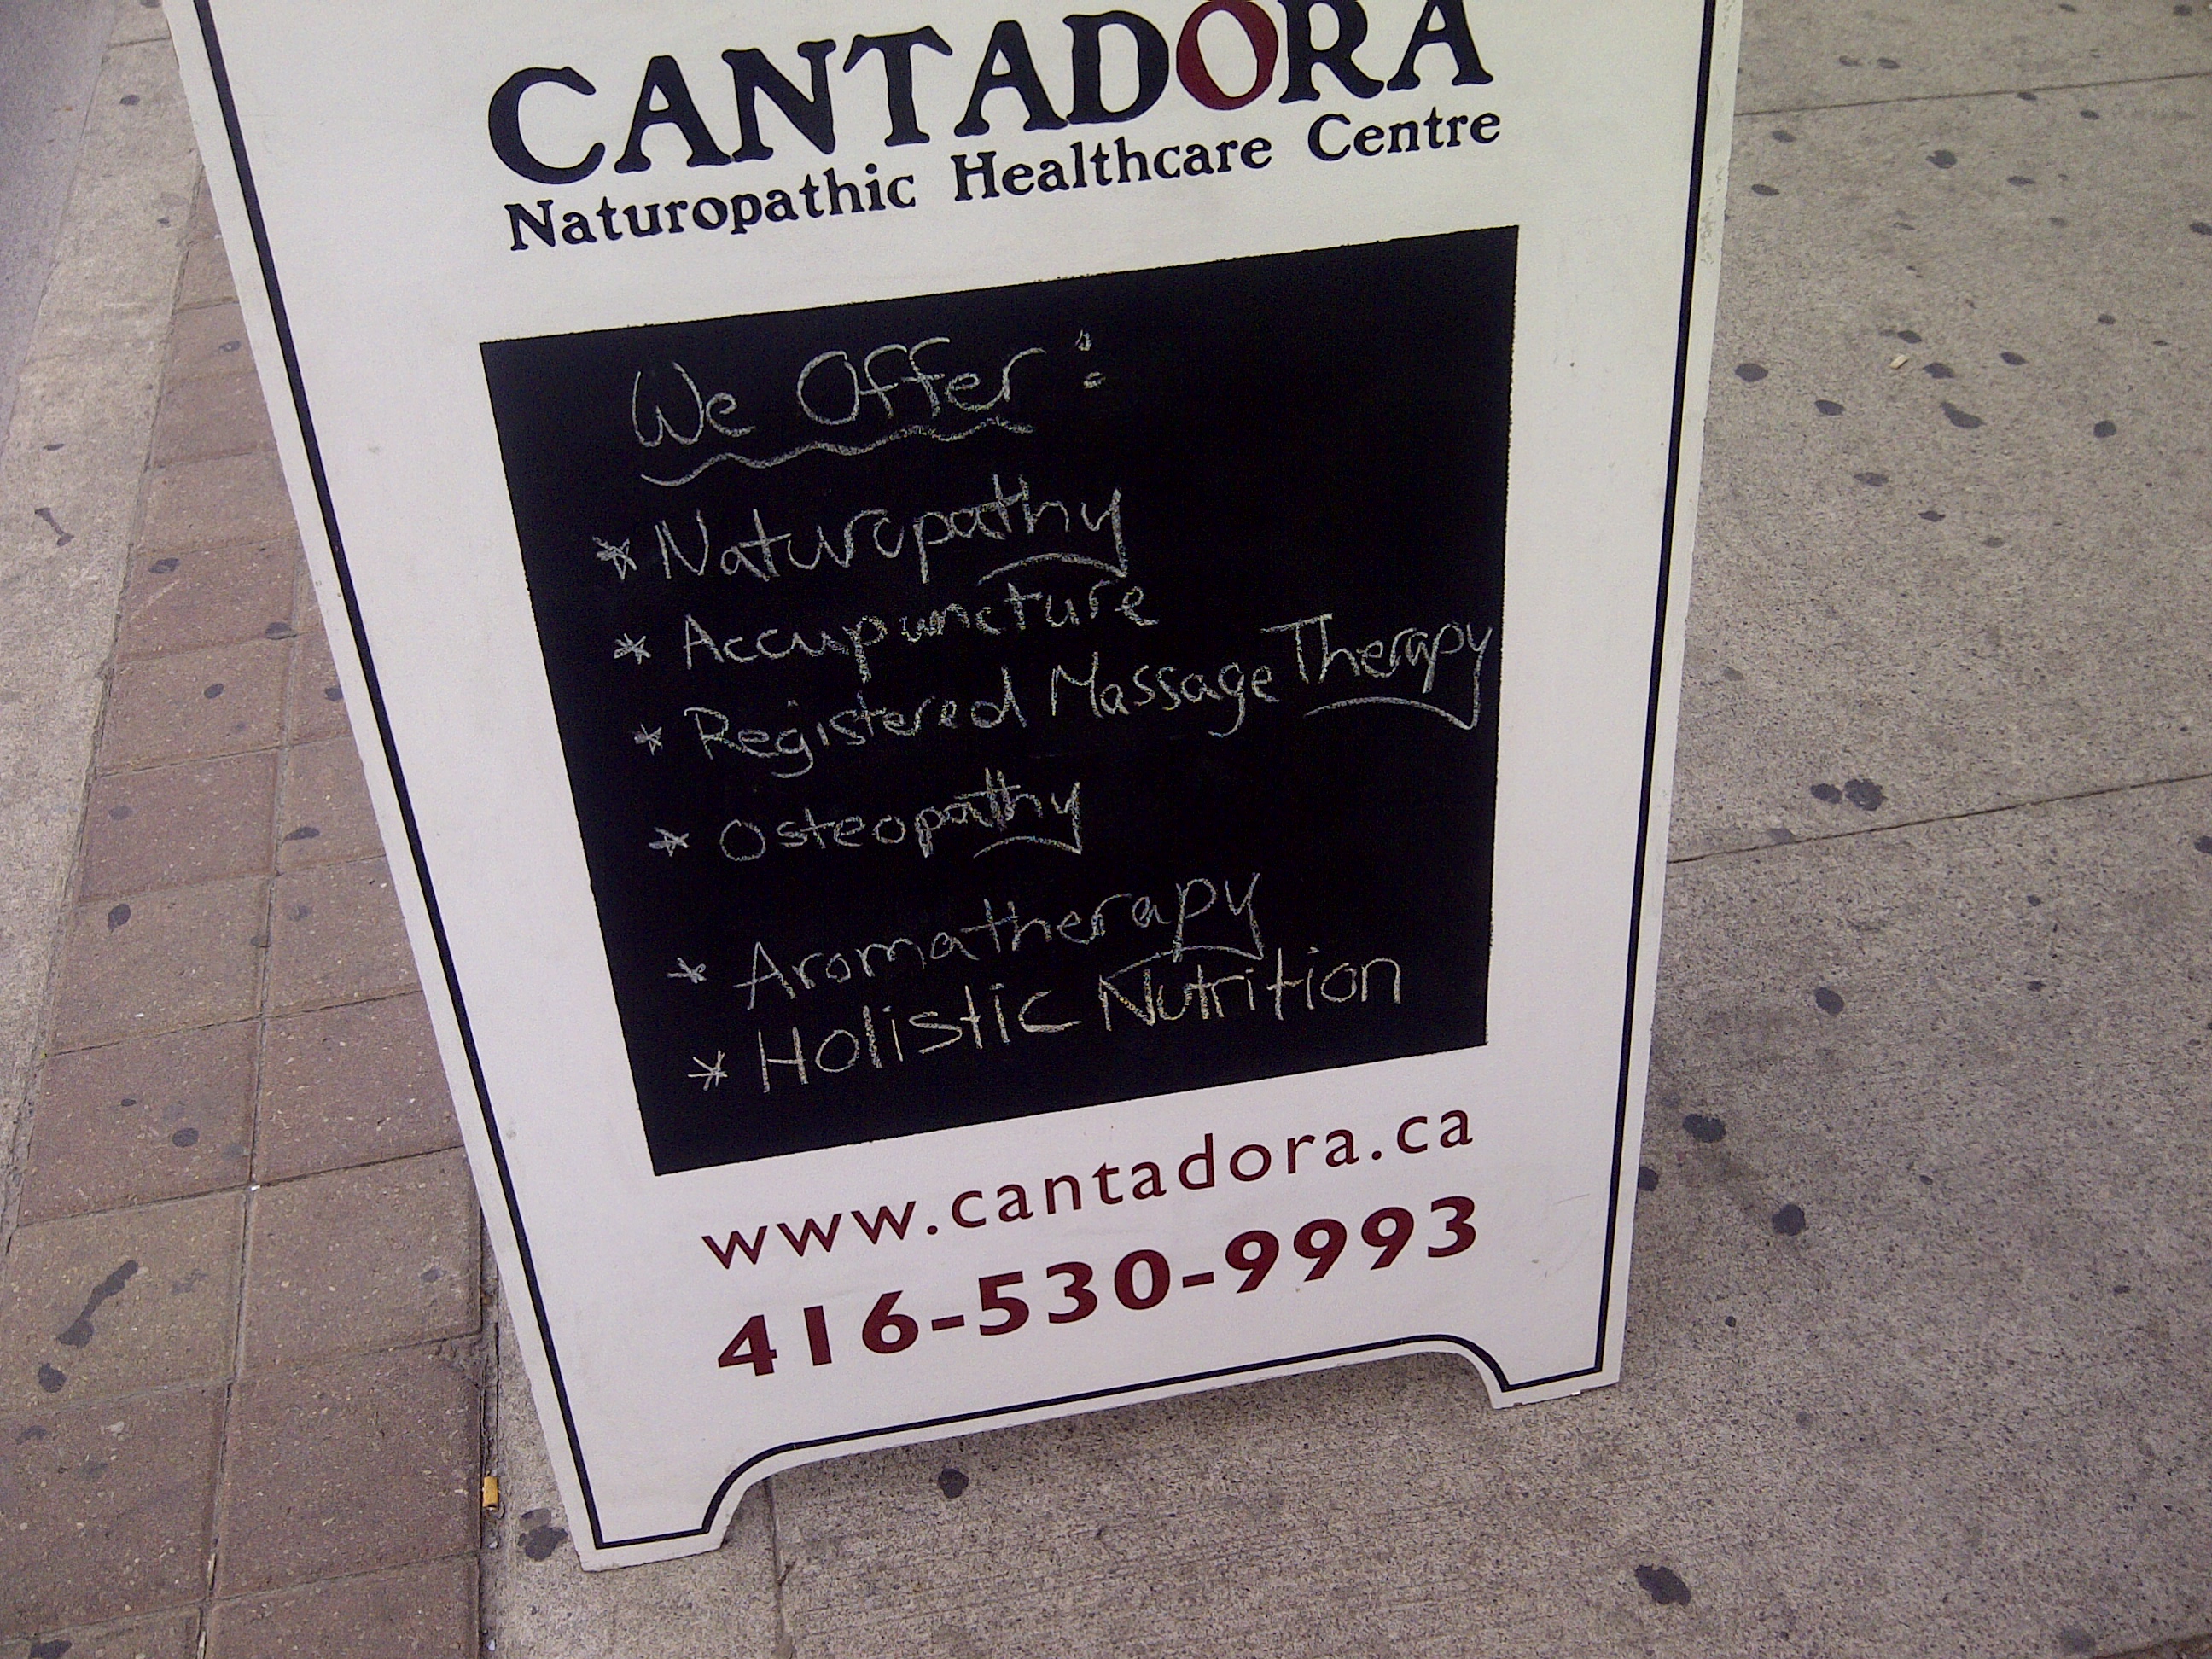 CANTADORA
Naturopathic Healthcare Centre
We Offer:
* Naturopathy
* Accupuncture
* Registered Massage Therapy
* Osteopathy
* Aromatherapy
* Holistic Nutrition
www.cantadora.ca
416-530-9993